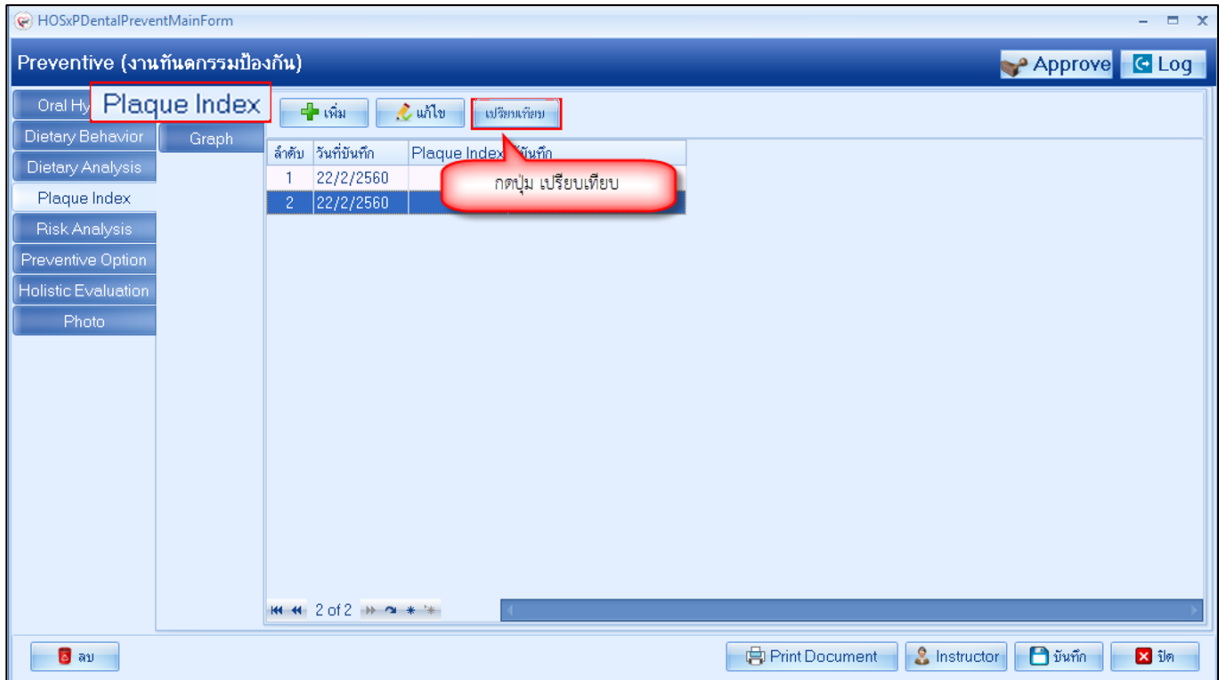 HOSxPDentalPreventMainForm
Preventive (งานทันตกรรมป้องกัน)
Approve
Log
Oral Hy
Plaque Index
Dietary Behavior
Dietary Analysis
Plaque Index
Risk Analysis
Preventive Option
Holistic Evaluation
Photo
Graph
เพิ่ม
แก้ไข
เปรียบเทียบ
ลำดับ วันที่บันทึก Plaque Index ผู้บันทึก
1 22/2/2560
2 22/2/2560
กดปุ่ม เปรียบเทียบ
2 of 2
ลบ
Print Document
Instructor
บันทึก
ปิด